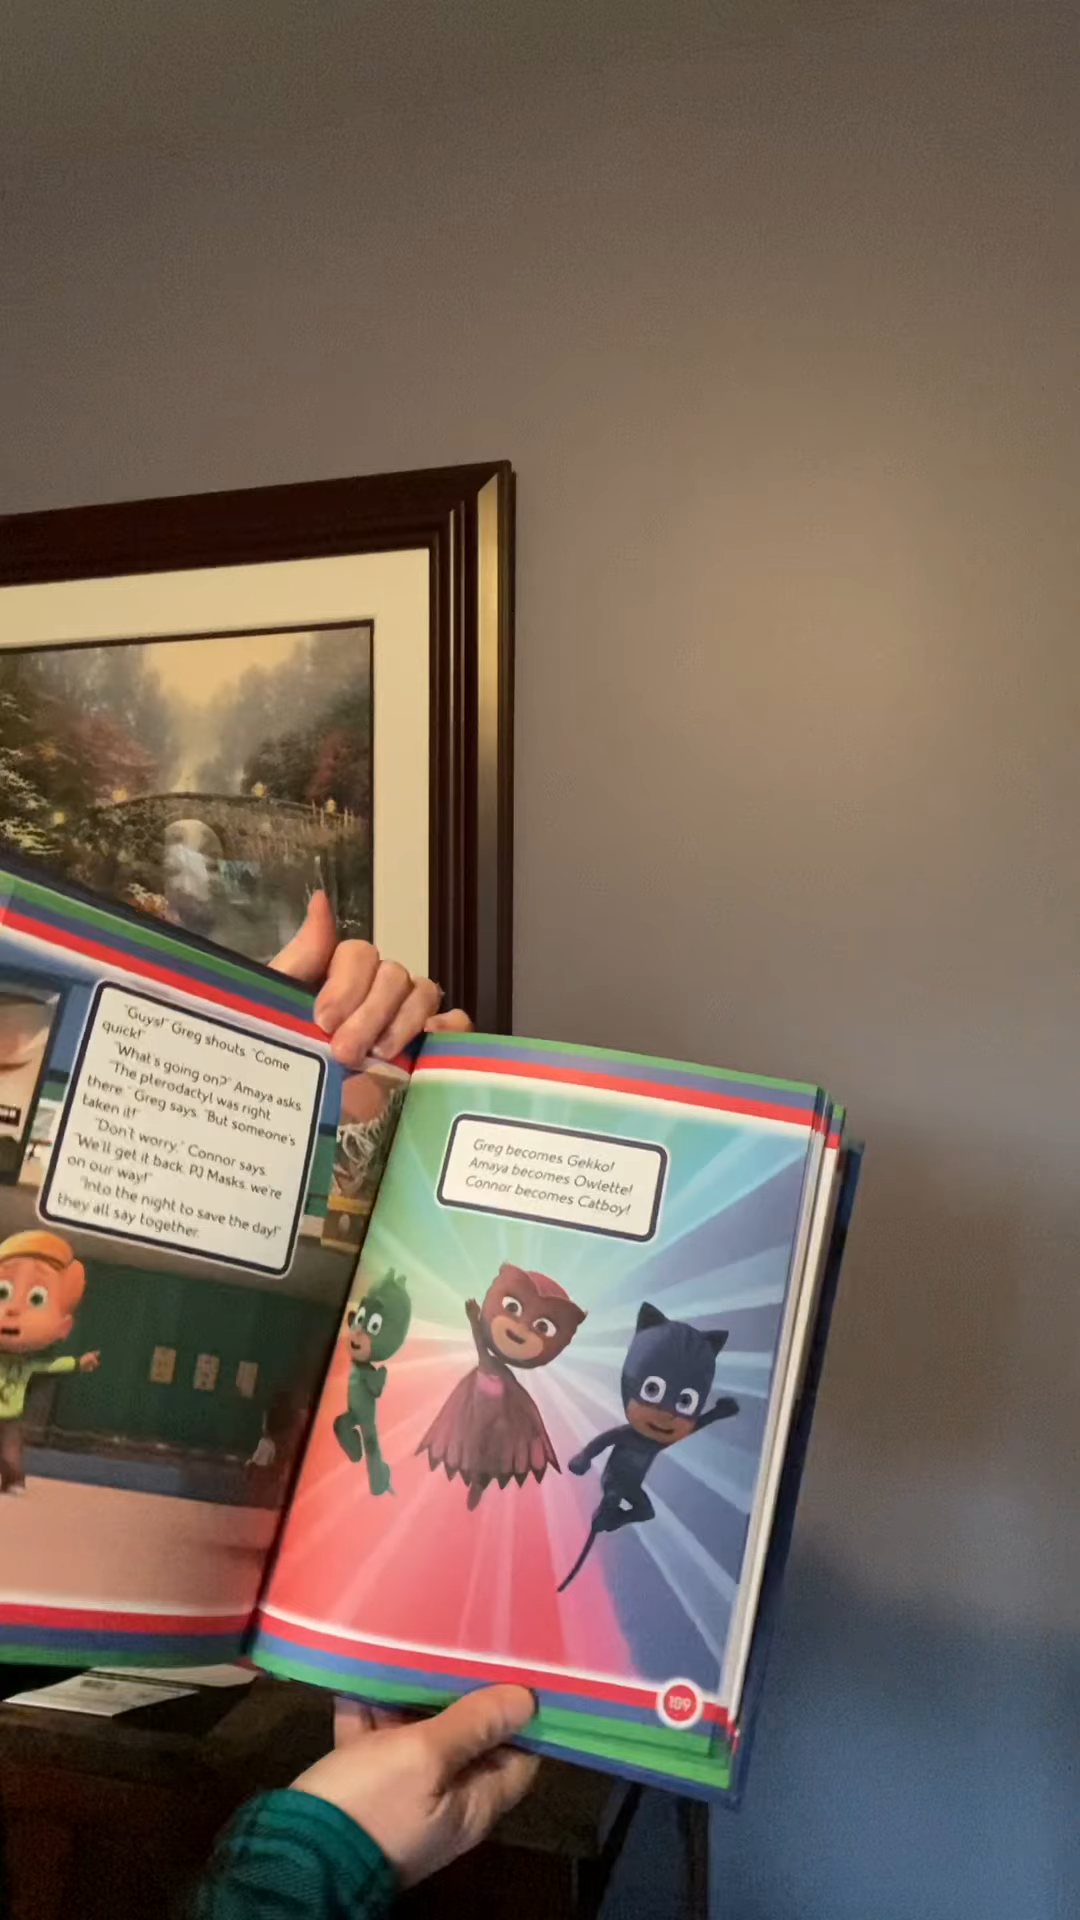 "Guys!" Greg shouts. "Come
quick!"
"What's going on?" Amaya asks.
"The pterodactyl was right
there," Greg says. "But someone's
taken it!"
"Don't worry," Connor says.
"We'll get it back. PJ Masks, we're
on our way!"
"Into the night to save the day!"
they all say together.
Greg becomes Gekko!
Amaya becomes Owlette!
Connor becomes Catboy!
109